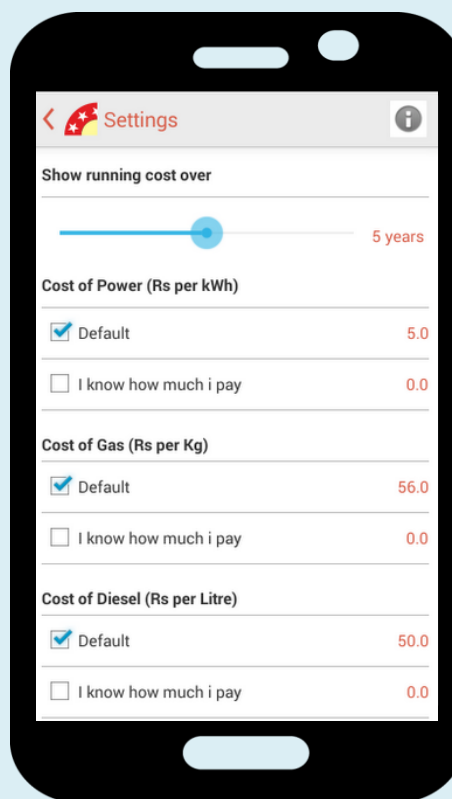 Settings
Show running cost over
5 years
Cost of Power (Rs per kWh)
Default 5.0
I know how much i pay 0.0
Cost of Gas (Rs per Kg)
Default 56.0
I know how much i pay 0.0
Cost of Diesel (Rs per Litre)
Default 50.0
I know how much i pay 0.0